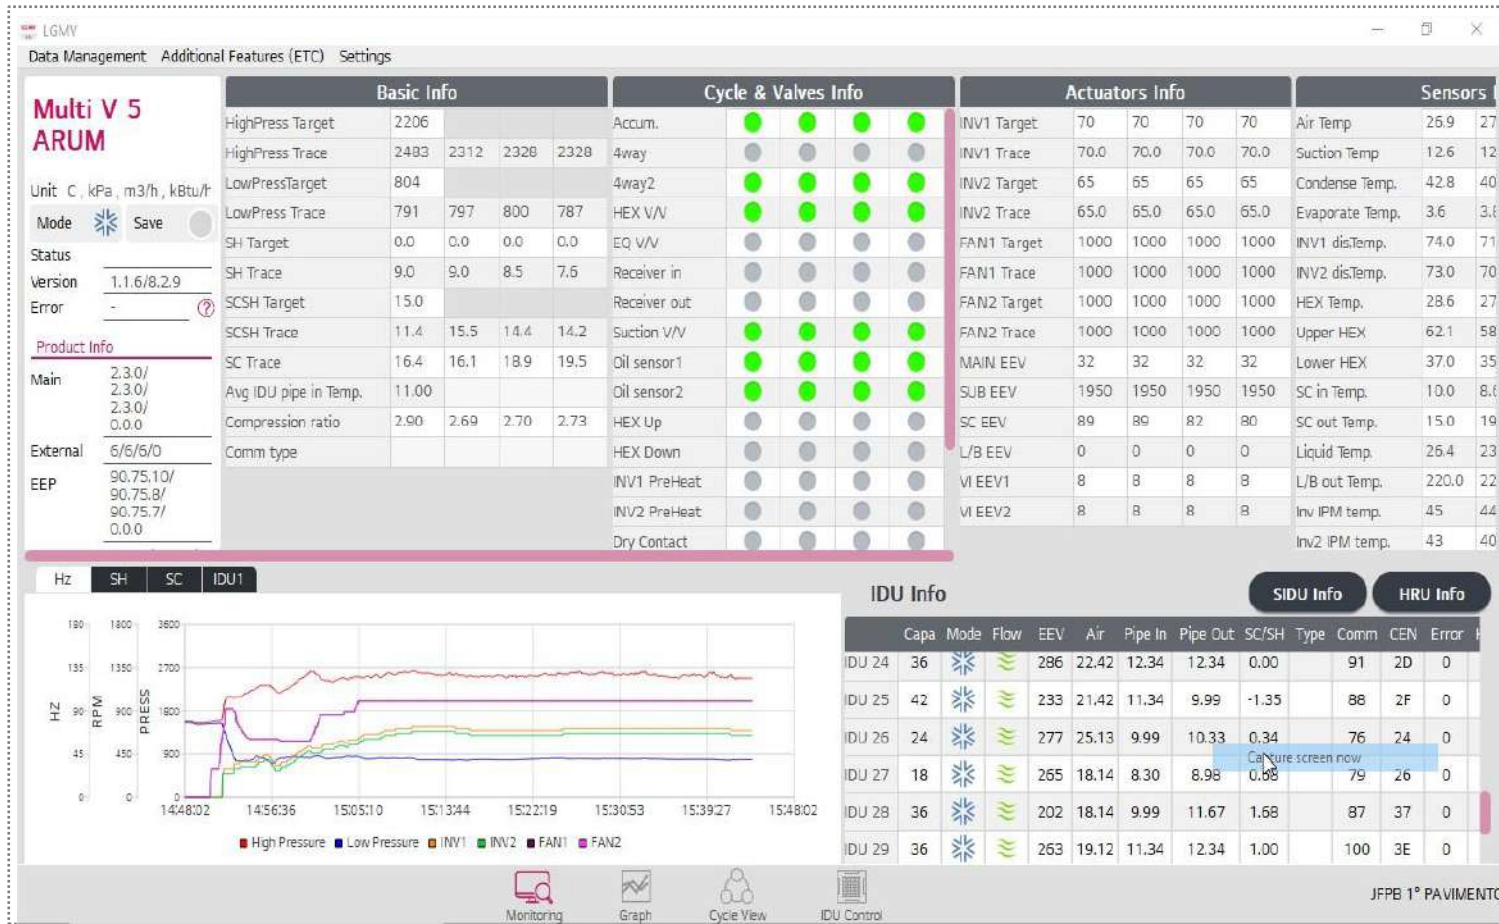 LGMV
Data Management Additional Features (ETC) Settings
Multi V 5
ARUM
Unit C , kPa , m3/h , kBtu/h
Mode Save
Status
Version 1.1.6/8.2.9
Error -
Product Info
Main 2.3.0/
2.3.0/
2.3.0/
0.0.0
External 6/6/6/0
EEP 90.75.10/
90.75.8/
90.75.7/
0.0.0
Basic Info
HighPress Target 2206
HighPress Trace 2483 2312 2328 2328
LowPressTarget 804
LowPress Trace 791 797 800 787
SH Target 0.0 0.0 0.0 0.0
SH Trace 9.0 9.0 8.5 7.6
SCSH Target 15.0
SCSH Trace 11.4 15.5 14.4 14.2
SC Trace 16.4 16.1 18.9 19.5
Avg IDU pipe in Temp. 11.00
Compression ratio 2.90 2.69 2.70 2.73
Comm type
Cycle & Valves Info
Accum.
4way
4way2
HEX V/V
EQ V/V
Receiver in
Receiver out
Suction V/V
Oil sensor1
Oil sensor2
HEX Up
HEX Down
INV1 PreHeat
INV2 PreHeat
Dry Contact
Actuators Info
INV1 Target 70 70 70 70
INV1 Trace 70.0 70.0 70.0 70.0
INV2 Target 65 65 65 65
INV2 Trace 65.0 65.0 65.0 65.0
FAN1 Target 1000 1000 1000 1000
FAN1 Trace 1000 1000 1000 1000
FAN2 Target 1000 1000 1000 1000
FAN2 Trace 1000 1000 1000 1000
MAIN EEV 32 32 32 32
SUB EEV 1950 1950 1950 1950
SC EEV 89 89 82 80
L/B EEV 0 0 0 0
VI EEV1 8 8 8 8
VI EEV2 8 8 8 8
Sensors
Air Temp 26.9 27
Suction Temp 12.6 12
Condense Temp. 42.8 40
Evaporate Temp. 3.6
INV1 dis.Temp. 74.0 71
INV2 dis.Temp. 73.0 70
HEX Temp. 28.6 27
Upper HEX 62.1 58
Lower HEX 37.0 35
SC in Temp. 10.0
SC out Temp. 15.0 19
Liquid Temp. 26.4 23
L/B out Temp. 220.0 22
Inv IPM temp. 45 44
Inv2 IPM temp. 43 40
Hz SH SC IDU1
HZ RPM PRESS
180 1800 3600
135 1350 2700
90 900 1800
45 450 900
0 0 0
14:48:02 14:56:36 15:05:10 15:13:44 15:22:19 15:30:53 15:39:27 15:48:02
High Pressure Low Pressure INV1 INV2 FAN1 FAN2
IDU Info SIDU Info HRU Info
Capa Mode Flow EEV Air Pipe In Pipe Out SC/SH Type Comm CEN Error
IDU 24 36 286 22.42 12.34 12.34 0.00 91 2D 0
IDU 25 42 233 21.42 11.34 9.99 -1.35 88 2F 0
IDU 26 24 277 25.13 9.99 10.33 0.34 76 24 0
Capture screen now
IDU 27 18 265 18.14 8.30 8.98 0.68 79 26 0
IDU 28 36 202 18.14 9.99 11.67 1.68 87 37 0
IDU 29 36 263 19.12 11.34 12.34 1.00 100 3E 0
Monitoring Graph Cycle View IDU Control
JFPB 1° PAVIMENTO